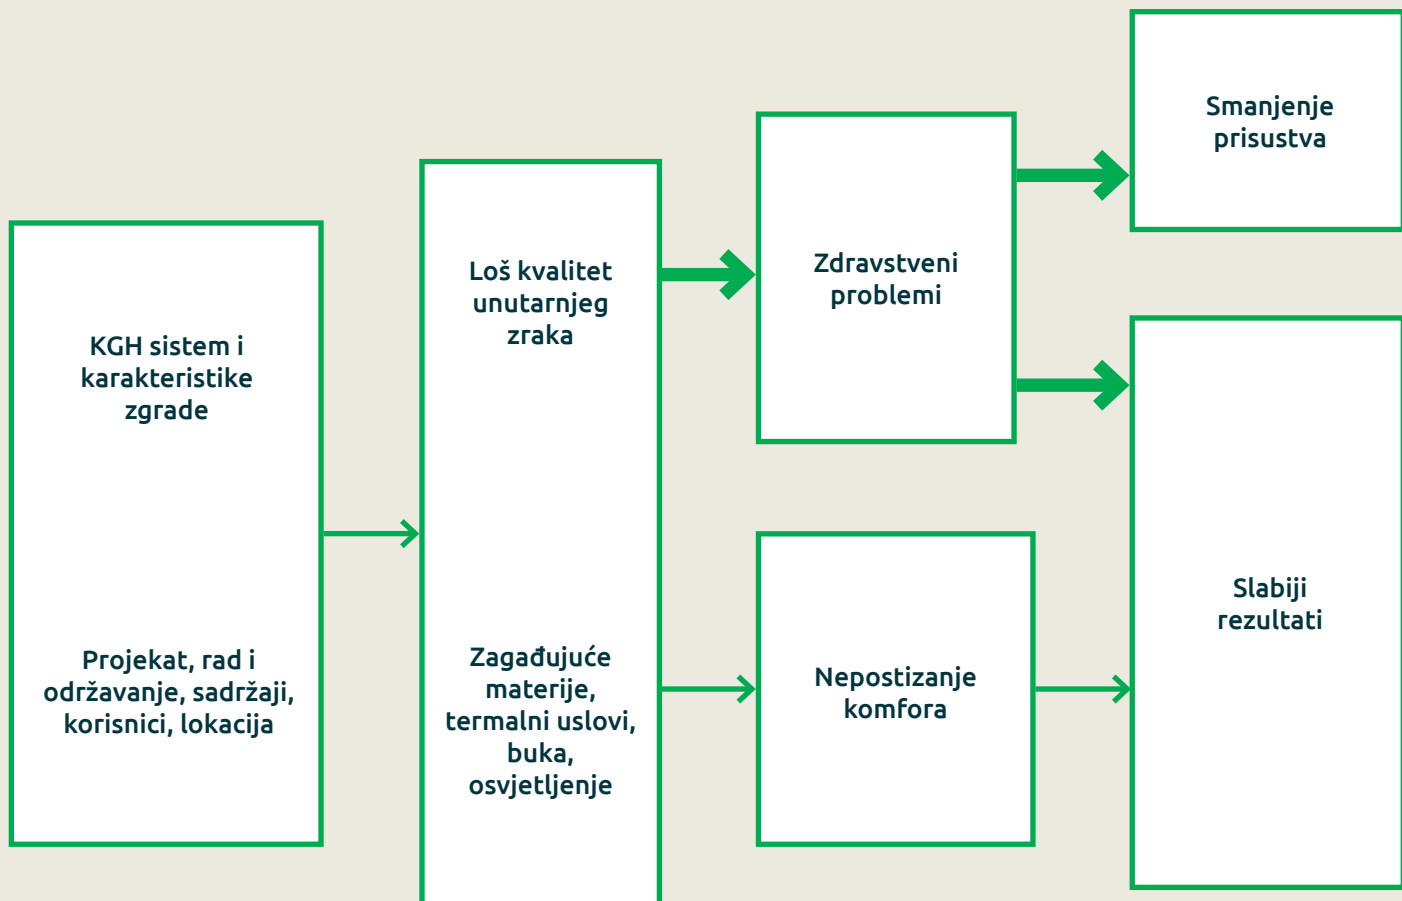 KGH sistem i
karakteristike
zgrade
Projekat, rad i
održavanje, sadržaji,
korisnici, lokacija
Loš kvalitet
unutarnjeg
zraka
Zagađujuće
materije,
termalni uslovi,
buka,
osvjetljenje
Zdravstveni
problemi
Nepostizanje
komfora
Smanjenje
prisustva
Slabiji
rezultati